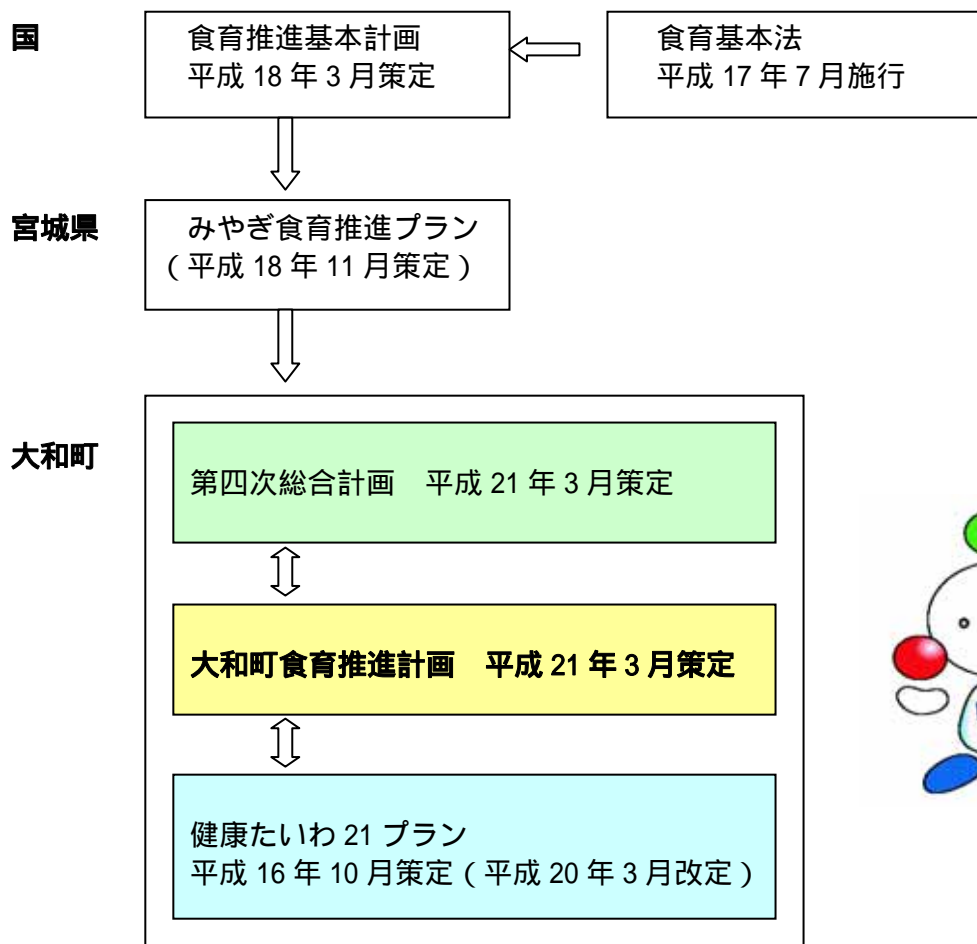 国
食育推進基本計画
平成 18 年 3 月策定
食育基本法
平成 17 年 7 月施行
宮城県
みやぎ食育推進プラン
（平成 18 年 11 月策定）
大和町
第四次総合計画　平成 21 年 3 月策定
大和町食育推進計画　平成 21 年 3 月策定
健康たいわ 21 プラン
平成 16 年 10 月策定（平成 20 年 3 月改定）